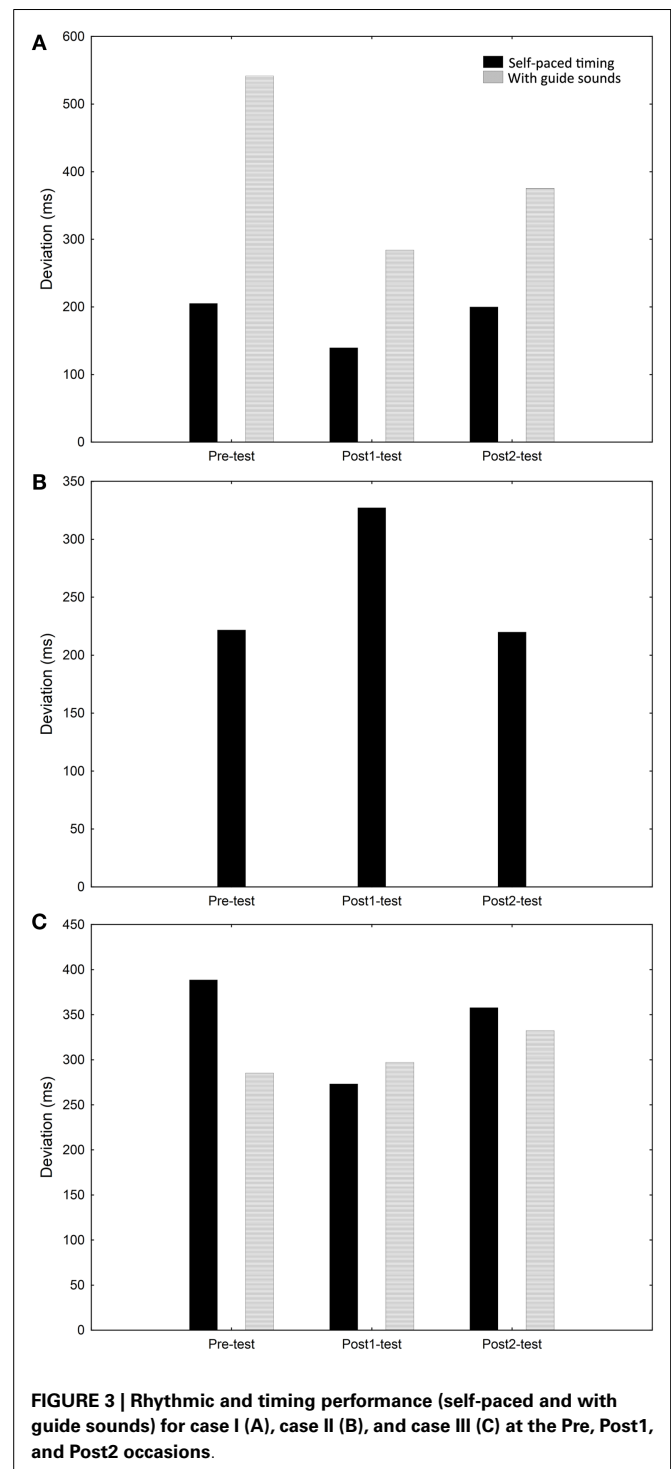 A
600
500
400
300
200
100
0
Deviation (ms)
Self-paced timing
With guide sounds
Pre-test Post1-test Post2-test
B
350
300
250
200
150
100
50
0
Deviation (ms)
Pre-test Post1-test Post2-test
C
450
400
350
300
250
200
150
100
50
0
Deviation (ms)
Pre-test Post1-test Post2-test
FIGURE 3 | Rhythmic and timing performance (self-paced and with
guide sounds) for case I (A), case II (B), and case III (C) at the Pre, Post1,
and Post2 occasions.